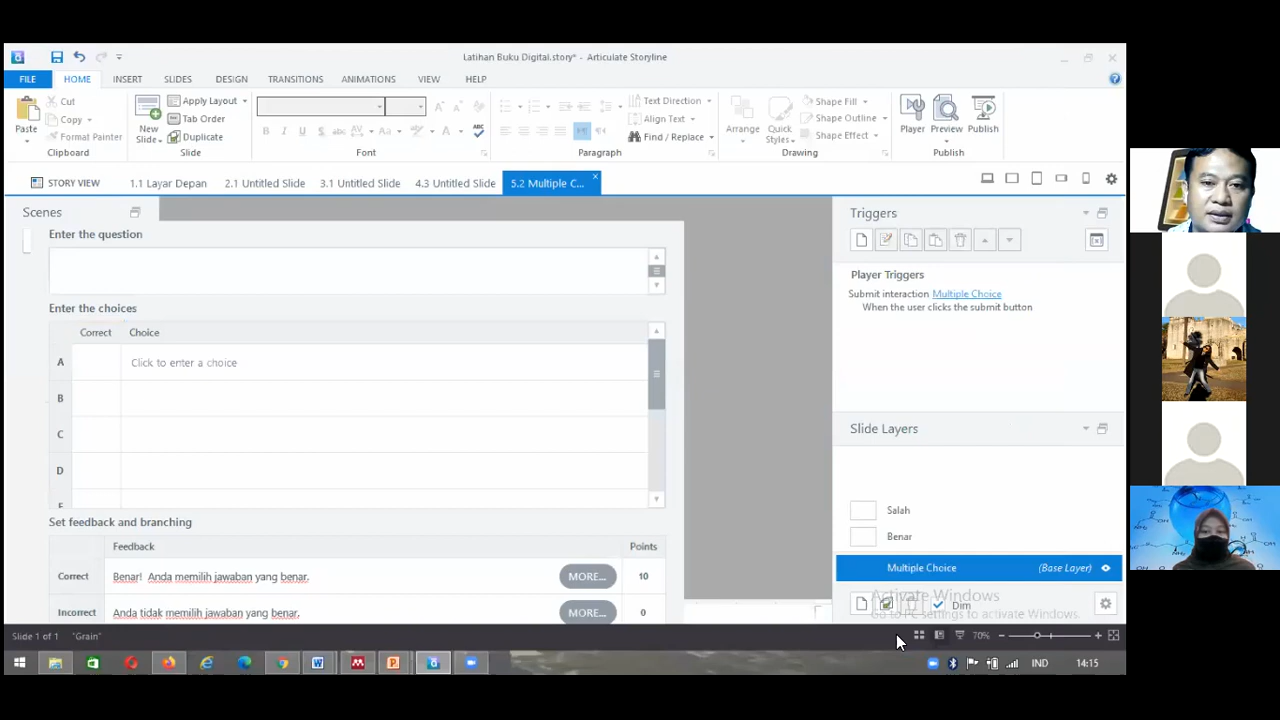 Latihan Buku Digital.story* - Articulate Storyline
FILE HOME INSERT SLIDES DESIGN TRANSITIONS ANIMATIONS VIEW HELP
Paste
Cut
Copy
Format Painter
Clipboard
New Slide
Apply Layout
Tab Order
Duplicate
Slide
B I U S abc AV Aa A
ABC
Font
Text Direction
Align Text
Find / Replace
Paragraph
Arrange
Quick Styles
Shape Fill
Shape Outline
Shape Effect
Drawing
Player
Preview
Publish
Publish
STORY VIEW 1.1 Layar Depan 2.1 Untitled Slide 3.1 Untitled Slide 4.3 Untitled Slide 5.2 Multiple C...
Scenes
Enter the question
Enter the choices
Correct Choice
A Click to enter a choice
B
C
D
Set feedback and branching
Feedback Points
Correct Benar! Anda memilih jawaban yang benar. MORE... 10
Incorrect Anda tidak memilih jawaban yang benar. MORE... 0
Triggers
Player Triggers
Submit interaction Multiple Choice
When the user clicks the submit button
Slide Layers
Salah
Benar
Multiple Choice (Base Layer)
Dim
Activate Windows
Go to PC settings to activate Windows.
Slide 1 of 1 "Grain" 70%
IND 14:15